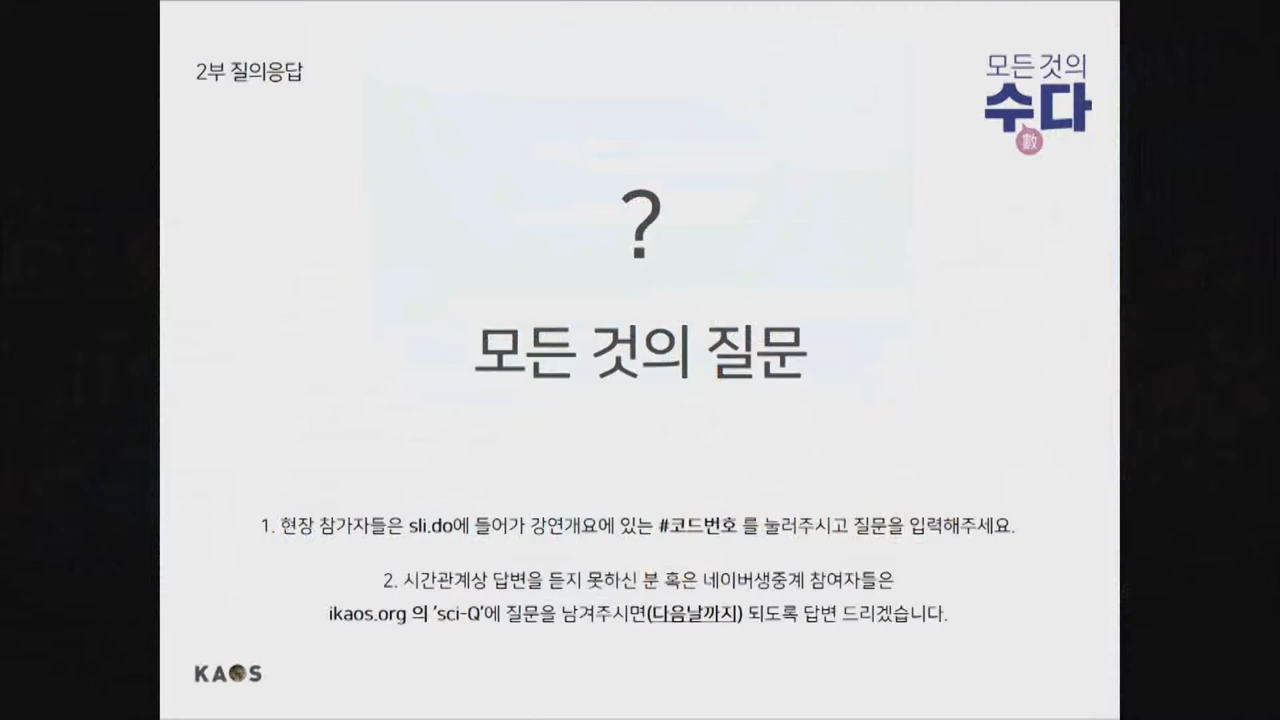 2부 질의응답
모든 것의
수다
數
?
모든 것의 질문
1. 현장 참가자들은 sli.do에 들어가 강연개요에 있는 #코드번호 를 눌러주시고 질문을 입력해주세요.
2. 시간관계상 답변을 듣지 못하신 분 혹은 네이버생중계 참여자들은
ikaos.org 의 'sci-Q'에 질문을 남겨주시면(다음날까지) 되도록 답변 드리겠습니다.
KAOS